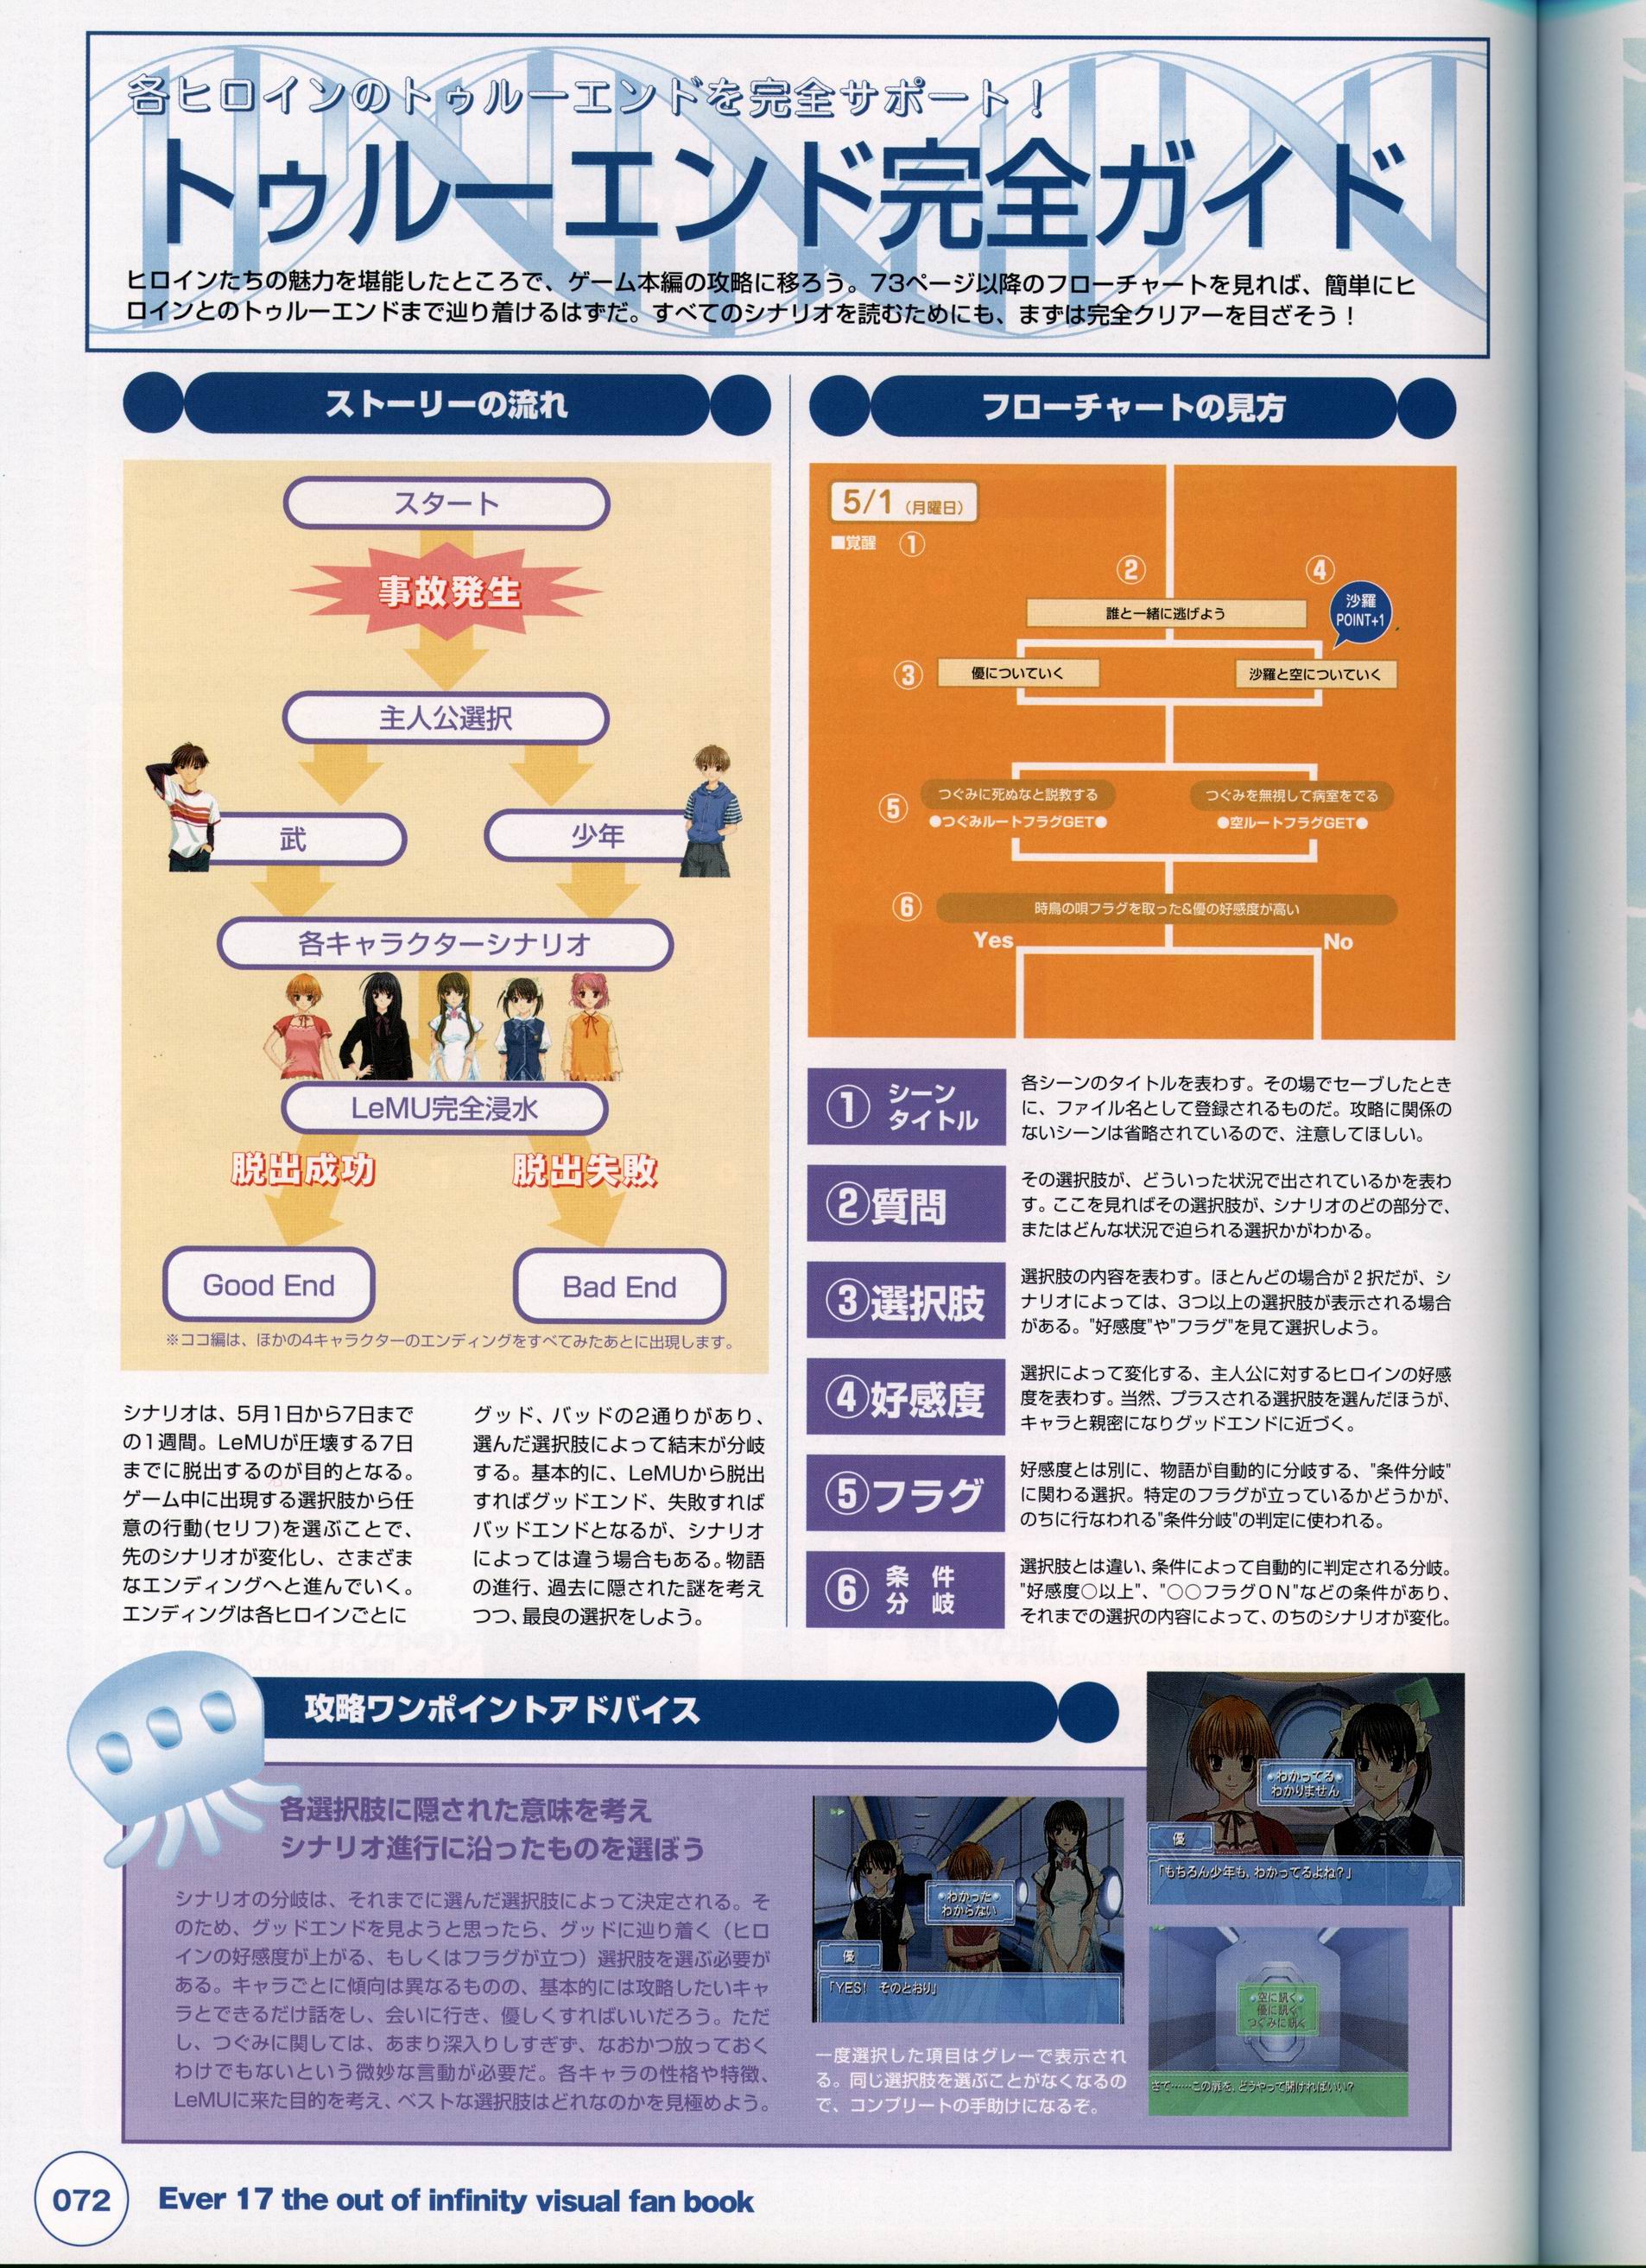 各ヒロインのトゥルーエンドを完全サポート！
トゥルーエンド完全ガイド
ヒロインたちの魅力を堪能したところで、ゲーム本編の攻略に移ろう。73ページ以降のフローチャートを見れば、簡単にヒ
ロインとのトゥルーエンドまで辿り着けるはずだ。すべてのシナリオを読むためにも、まずは完全クリアーを目ざそう！
ストーリーの流れ
スタート
事故発生
主人公選択
武
少年
各キャラクターシナリオ
LeMU完全浸水
脱出成功
脱出失敗
Good End
Bad End
※ココ編は、ほかの4キャラクターのエンディングをすべてみたあとに出現します。
シナリオは、5月1日から7日まで
の1週間。LeMUが圧壊する7日
までに脱出するのが目的となる。
ゲーム中に出現する選択肢から任
意の行動(セリフ)を選ぶことで、
先のシナリオが変化し、さまざま
なエンディングへと進んでいく。
エンディングは各ヒロインごとに
グッド、バッドの2通りがあり、
選んだ選択肢によって結末が分岐
する。基本的に、LeMUから脱出
すればグッドエンド、失敗すれば
バッドエンドとなるが、シナリオ
によっては違う場合もある。物語
の進行、過去に隠された謎を考え
つつ、最良の選択をしよう。
フローチャートの見方
5/1（月曜日）
■覚醒 ①
②
④
沙羅
POINT+1
誰と一緒に逃げよう
③
優についていく
沙羅と空についていく
⑤
つぐみに死ぬなと説教する
つぐみを無視して病室をでる
●つぐみルートフラグGET●
●空ルートフラグGET●
⑥
時鳥の唄フラグを取った&優の好感度が高い
Yes
No
①シーン
タイトル
各シーンのタイトルを表わす。その場でセーブしたとき
に、ファイル名として登録されるものだ。攻略に関係の
ないシーンは省略されているので、注意してほしい。
②質問
その選択肢が、どういった状況で出されているかを表わ
す。ここを見ればその選択肢が、シナリオのどの部分で、
またはどんな状況で迫られる選択かがわかる。
③選択肢
選択肢の内容を表わす。ほとんどの場合が2択だが、シ
ナリオによっては、3つ以上の選択肢が表示される場合
がある。"好感度"や"フラグ"を見て選択しよう。
④好感度
選択によって変化する、主人公に対するヒロインの好感
度を表わす。当然、プラスされる選択肢を選んだほうが、
キャラと親密になりグッドエンドに近づく。
⑤フラグ
好感度とは別に、物語が自動的に分岐する、"条件分岐"
に関わる選択。特定のフラグが立っているかどうかが、
のちに行なわれる"条件分岐"の判定に使われる。
⑥条件
分岐
選択肢とは違い、条件によって自動的に判定される分岐。
"好感度○以上"、"○○フラグON"などの条件があり、
それまでの選択の内容によって、のちのシナリオが変化。
攻略ワンポイントアドバイス
各選択肢に隠された意味を考え
シナリオ進行に沿ったものを選ぼう
シナリオの分岐は、それまでに選んだ選択肢によって決定される。そ
のため、グッドエンドを見ようと思ったら、グッドに辿り着く（ヒロ
インの好感度が上がる、もしくはフラグが立つ）選択肢を選ぶ必要が
ある。キャラごとに傾向は異なるものの、基本的には攻略したいキャ
ラとできるだけ話をし、会いに行き、優しくすればいいだろう。ただ
し、つぐみに関しては、あまり深入りしすぎず、なおかつ放っておく
わけでもないという微妙な言動が必要だ。各キャラの性格や特徴、
LeMUに来た目的を考え、ベストな選択肢はどれなのかを見極めよう。
わかった
わからない
優
「YES!　そのとおり」
わかってる
わかりません
優
「もちろん少年も、わかってるよね?」
空に訊く
優に訊く
つぐみに訊く
さて……この扉を、どうやって開ければいい?
一度選択した項目はグレーで表示され
る。同じ選択肢を選ぶことがなくなるの
で、コンプリートの手助けになるぞ。
072
Ever 17 the out of infinity visual fan book